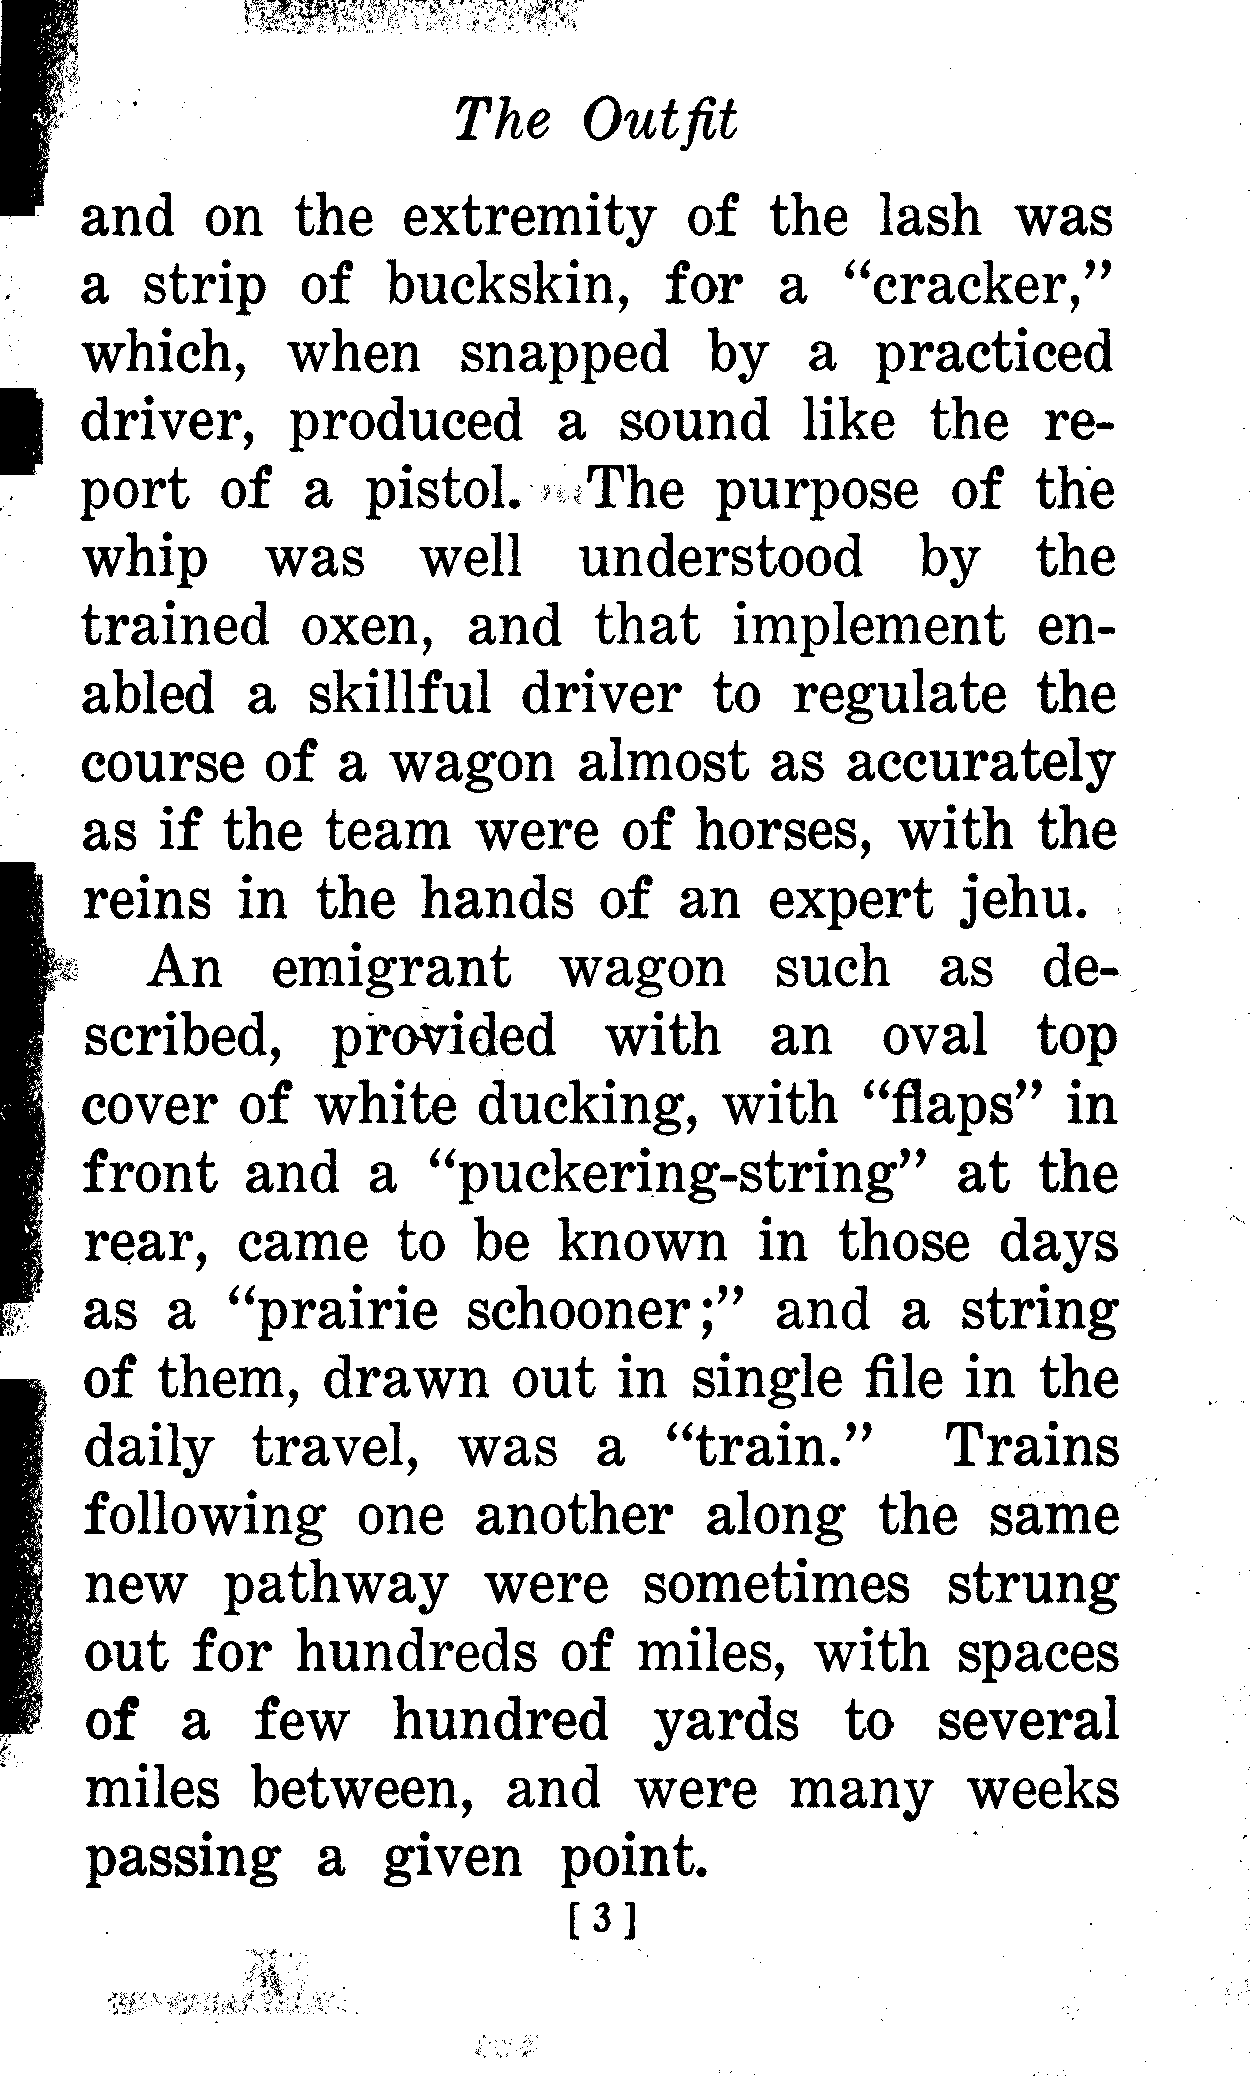 The Outfit
and on the extremity of the lash was
a strip of buckskin, for a “cracker,”
which, when snapped by a practiced
driver, produced a sound like the re-
port of a pistol. The purpose of the
whip was well understood by the
trained oxen, and that implement en-
abled a skillful driver to regulate the
course of a wagon almost as accurately
as if the team were of horses, with the
reins in the hands of an expert jehu.
An emigrant wagon such as de-
scribed, provided with an oval top
cover of white ducking, with “flaps” in
front and a “puckering-string” at the
rear, came to be known in those days
as a “prairie schooner;” and a string
of them, drawn out in single file in the
daily travel, was a “train.” Trains
following one another along the same
new pathway were sometimes strung
out for hundreds of miles, with spaces
of a few hundred yards to several
miles between, and were many weeks
passing a given point.
[3]